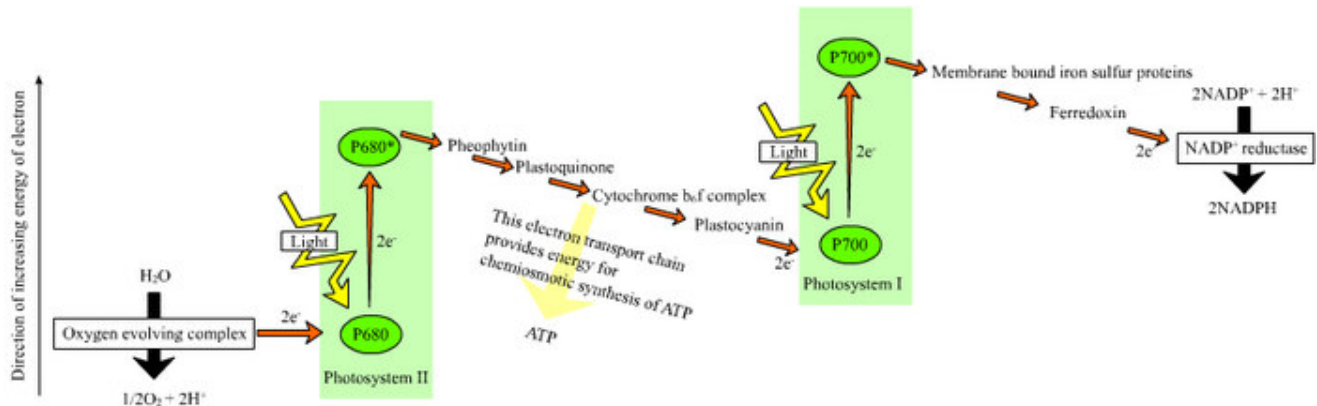 Direction of increasing energy of electron
H₂O
Oxygen evolving complex
1/2O₂ + 2H⁺
2e⁻
Light
P680*
2e⁻
P680
Photosystem II
Pheophytin
Plastoquinone
Cytochrome b₆f complex
Plastocyanin
2e⁻
This electron transport chain
provides energy for
chemiosmotic synthesis of ATP
ATP
Light
P700*
2e⁻
P700
Photosystem I
Membrane bound iron sulfur proteins
Ferredoxin
2e⁻
2NADP⁺ + 2H⁺
NADP⁺ reductase
2NADPH